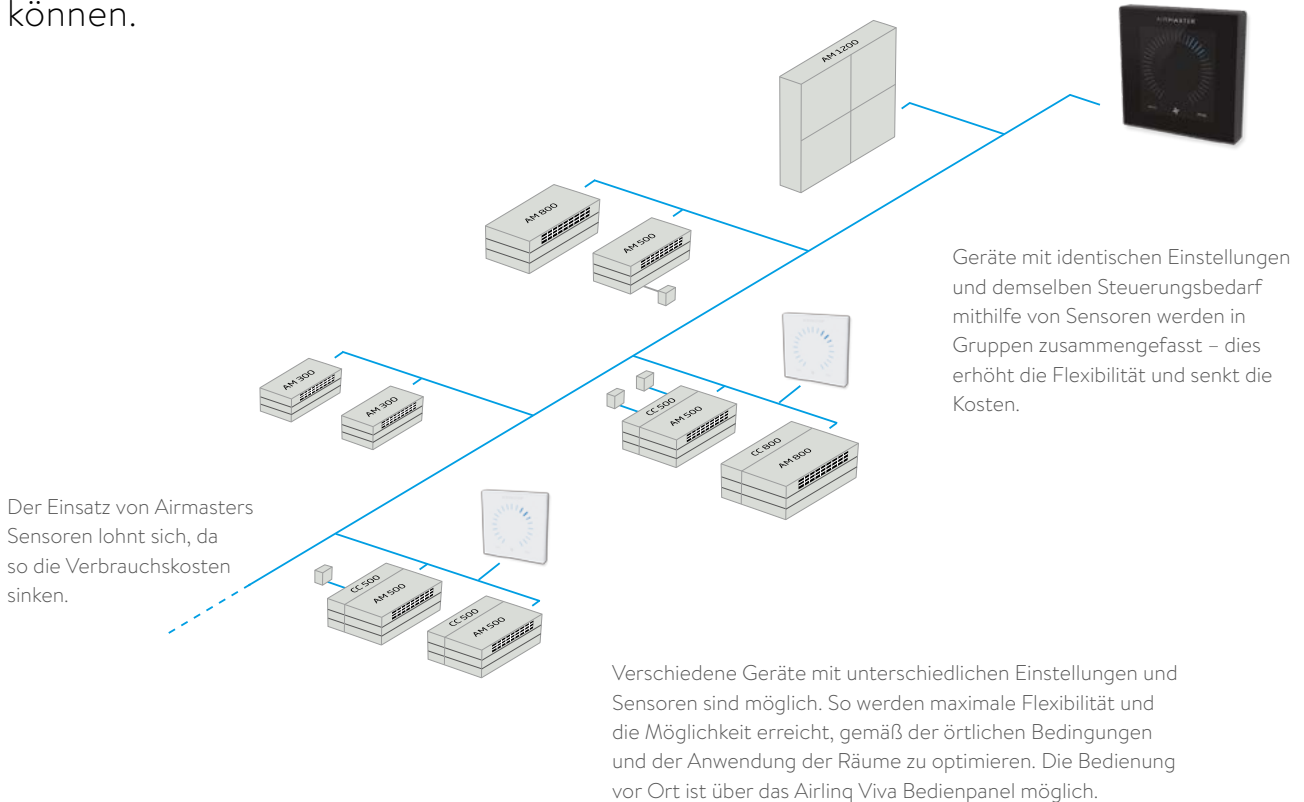 können.
AM 1200
AIRMASTER
AM 800
AM 500
Geräte mit identischen Einstellungen
und demselben Steuerungsbedarf
mithilfe von Sensoren werden in
Gruppen zusammengefasst – dies
erhöht die Flexibilität und senkt die
Kosten.
AM 300
AM 300
CC 500
AM 500
CC 800
AM 800
Der Einsatz von Airmasters
Sensoren lohnt sich, da
so die Verbrauchskosten
sinken.
CC 500
AM 500
CC 500
AM 500
Verschiedene Geräte mit unterschiedlichen Einstellungen und
Sensoren sind möglich. So werden maximale Flexibilität und
die Möglichkeit erreicht, gemäß der örtlichen Bedingungen
und der Anwendung der Räume zu optimieren. Die Bedienung
vor Ort ist über das Airlinq Viva Bedienpanel möglich.